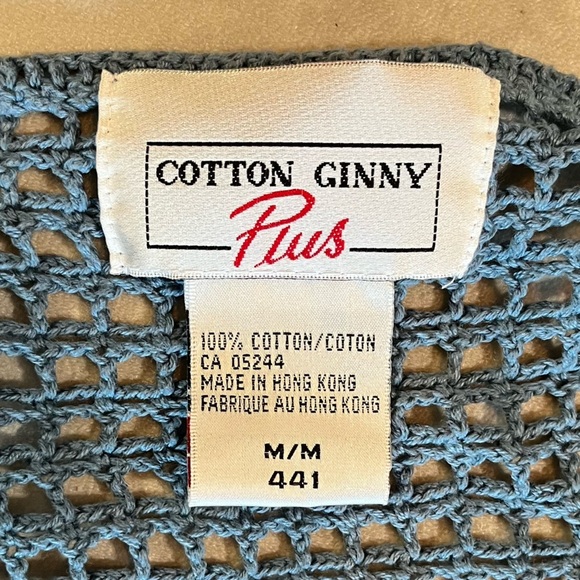 COTTON GINNY
Plus
100% COTTON/COTON
CA 05244
MADE IN HONG KONG
FABRIQUE AU HONG KONG
M/M
441